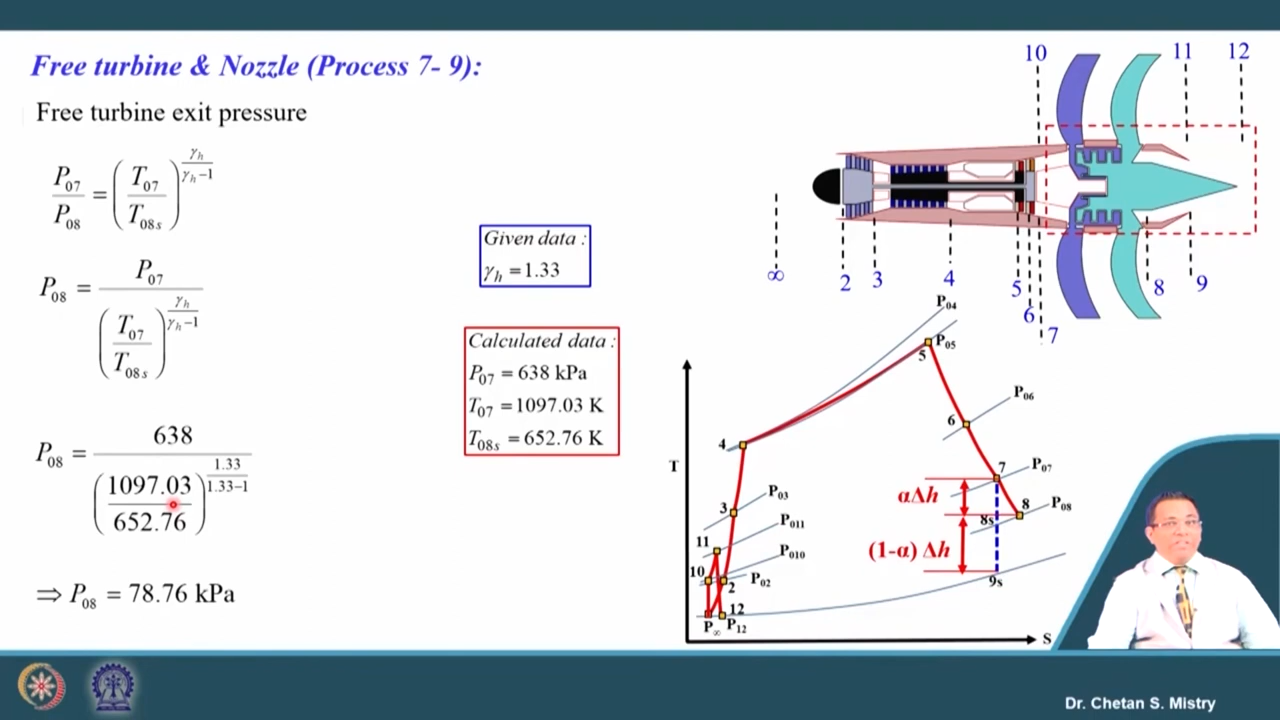 Free turbine & Nozzle (Process 7- 9):
Free turbine exit pressure
P07 / P08 = (T07 / T08s)^(γh / γh−1)
P08 = P07 / (T07 / T08s)^(γh / γh−1)
P08 = 638 / (1097.03 / 652.76)^(1.33 / 1.33−1)
⇒ P08 = 78.76 kPa
Given data :
γh = 1.33
Calculated data :
P07 = 638 kPa
T07 = 1097.03 K
T08s = 652.76 K
10 11 12
∞ 2 3 4 5 6 7 8 9
T
S
P04
5 P05
6 P06
7 P07
8 P08
8s
9s
αΔh
(1-α) Δh
4
3 P03
11 P011
10 P010
2 P02
12
P∞ P12
Dr. Chetan S. Mistry